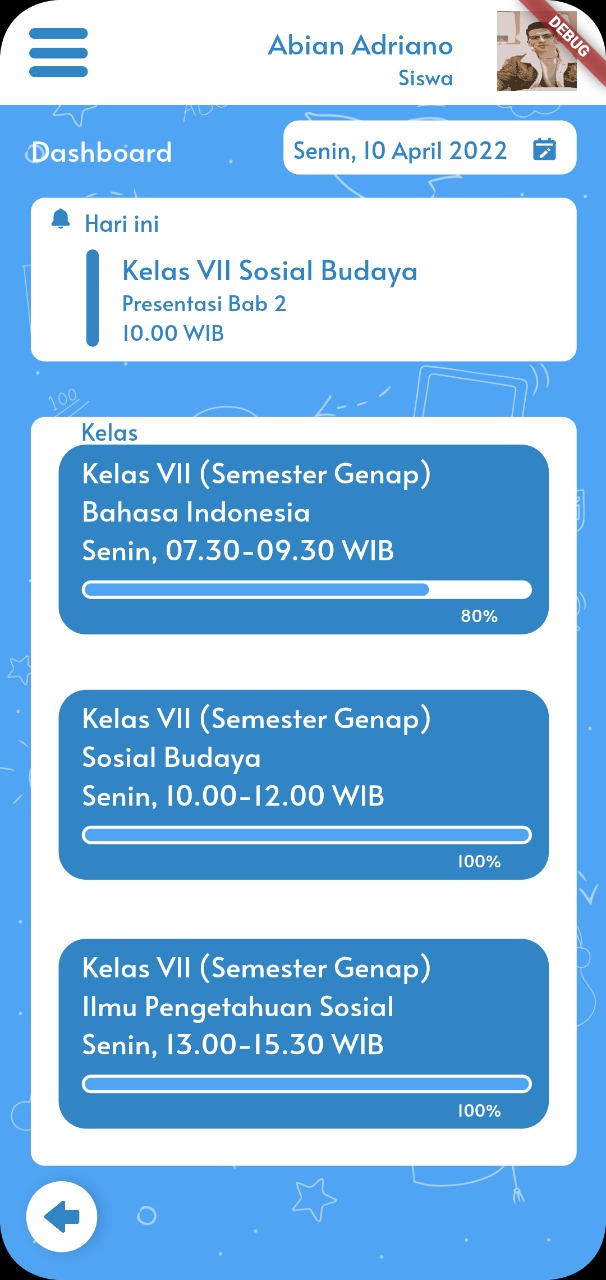 Abian Adriano
Siswa
DEBUG
ABC
Dashboard
Senin, 10 April 2022
Hari ini
Kelas VII Sosial Budaya
Presentasi Bab 2
10.00 WIB
100
Kelas
Kelas VII (Semester Genap)
Bahasa Indonesia
Senin, 07.30-09.30 WIB
80%
Kelas VII (Semester Genap)
Sosial Budaya
Senin, 10.00-12.00 WIB
100%
Kelas VII (Semester Genap)
Ilmu Pengetahuan Sosial
Senin, 13.00-15.30 WIB
100%